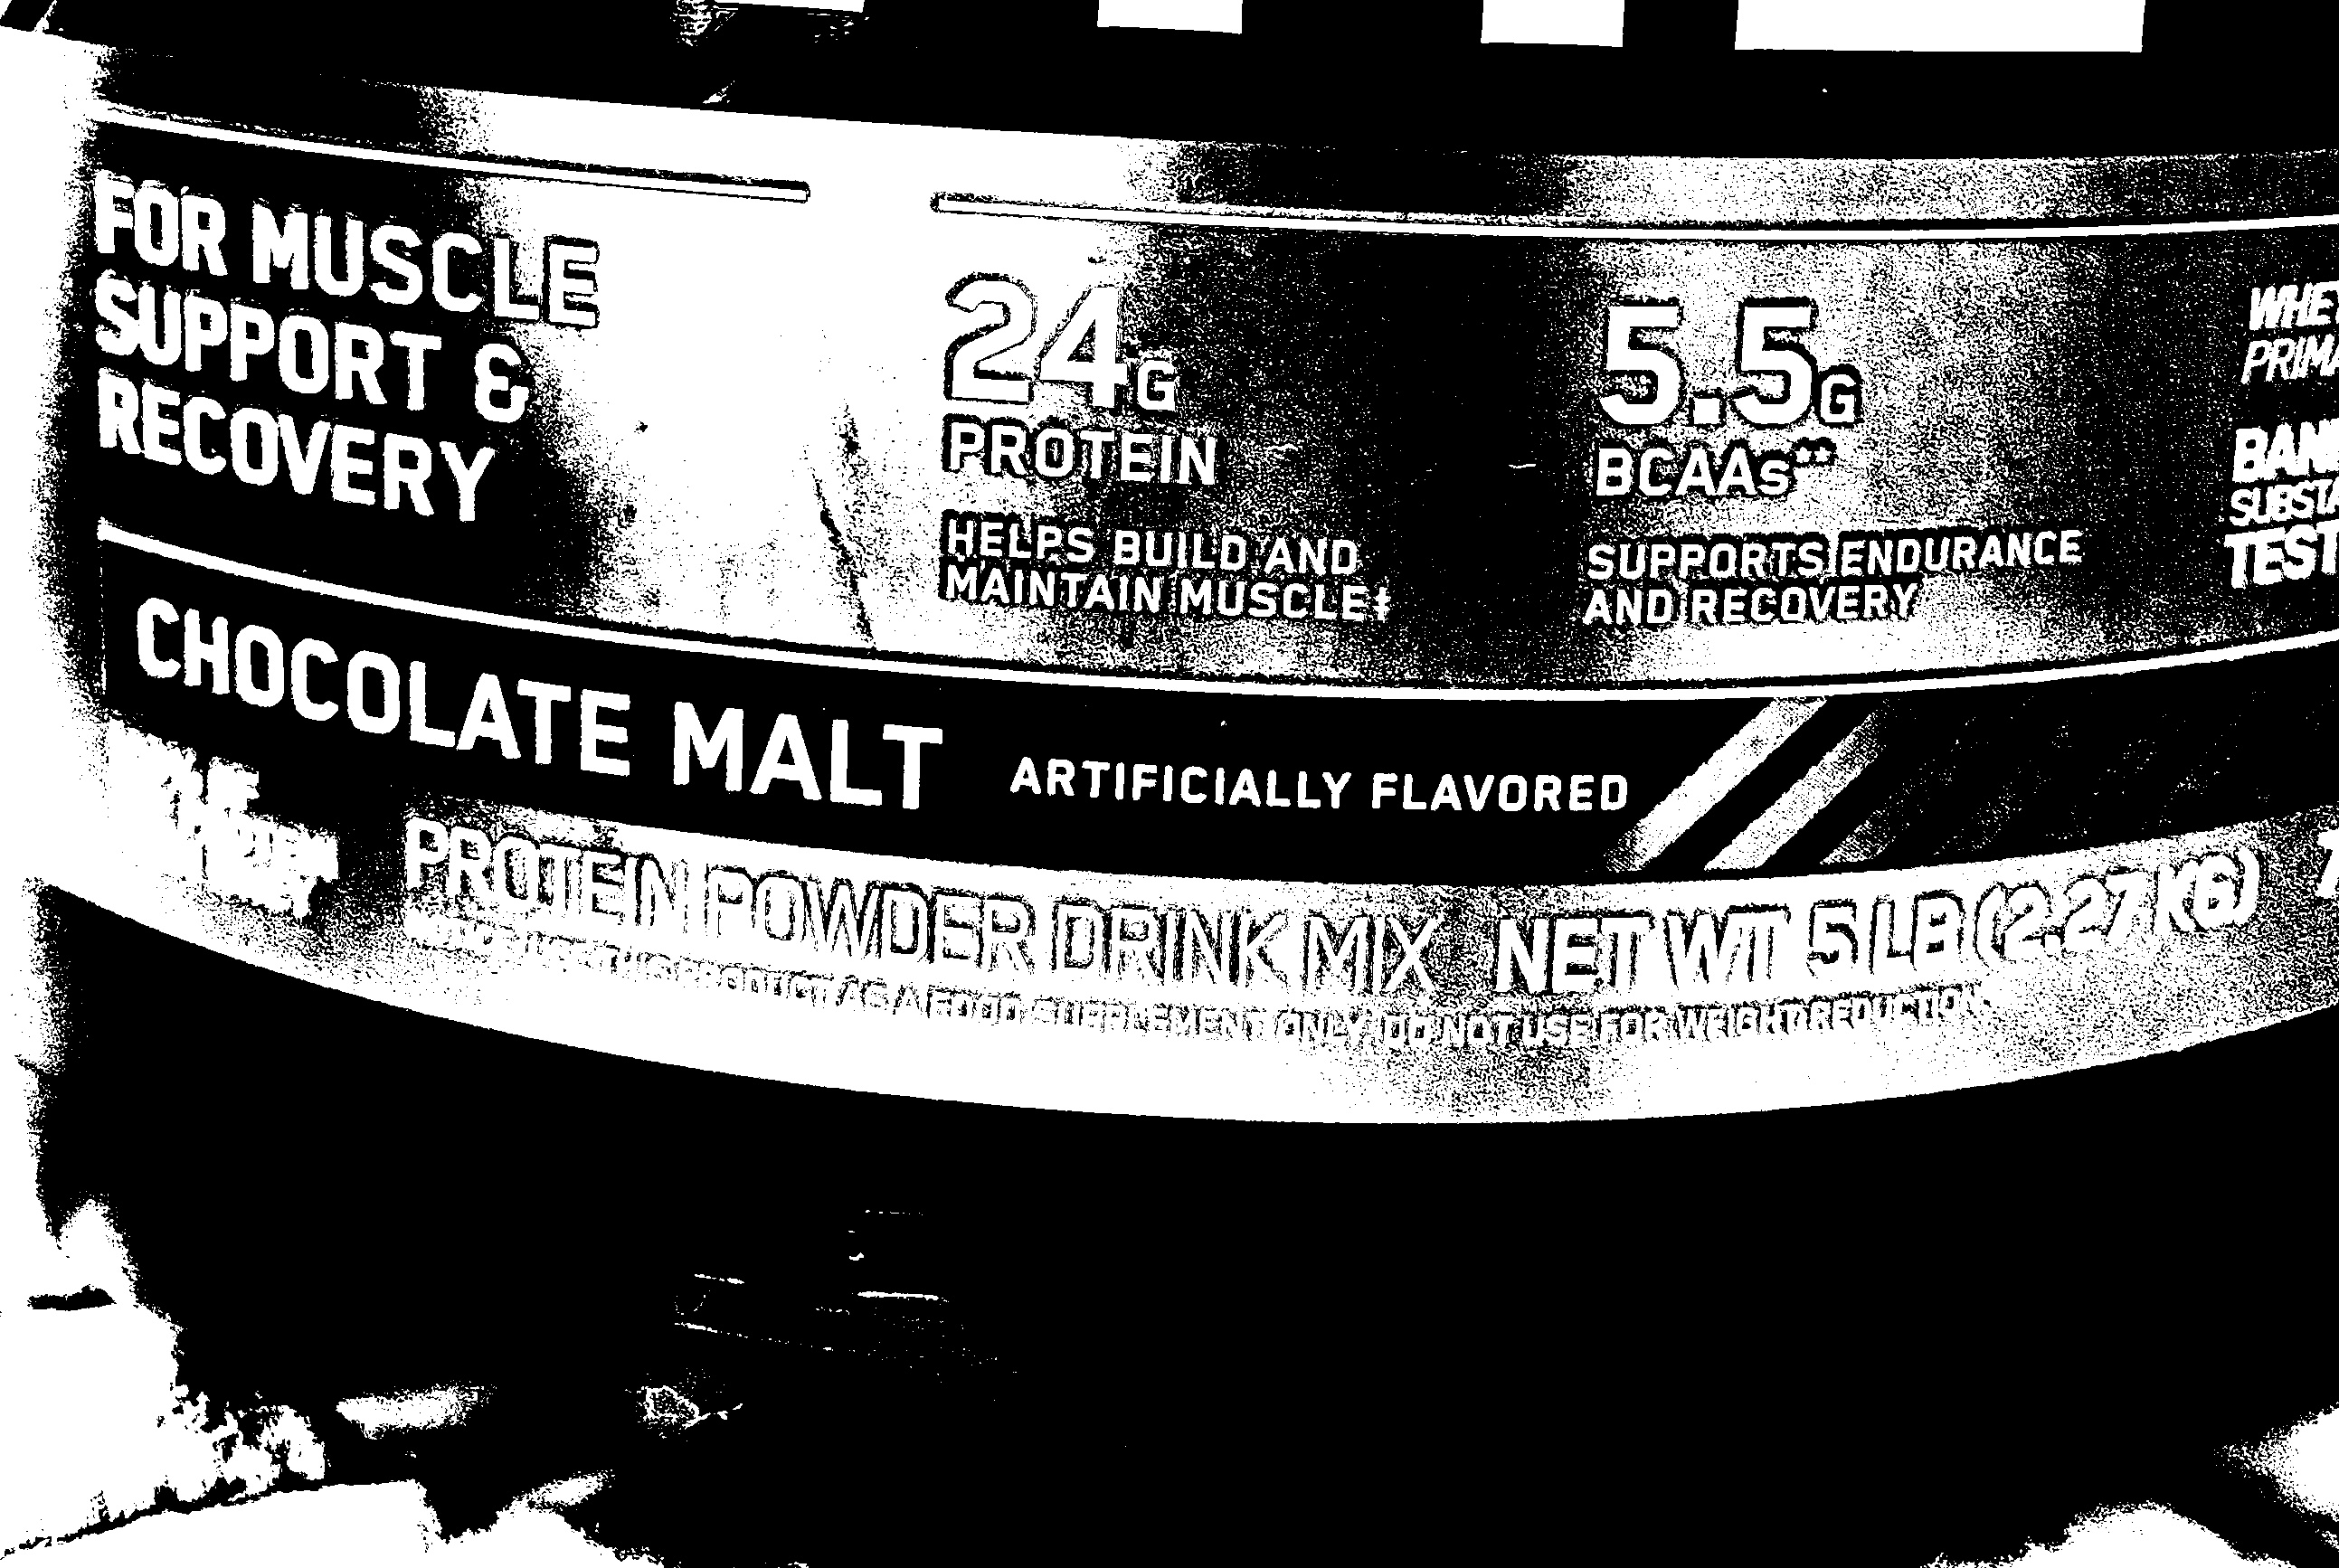 FOR MUSCLE
SUPPORT &
RECOVERY
24G
PROTEIN
HELPS BUILD AND
MAINTAIN MUSCLE‡
5.5G
BCAAs**
SUPPORTS ENDURANCE
AND RECOVERY
CHOCOLATE MALT ARTIFICIALLY FLAVORED
PROTEIN POWDER DRINK MIX NET WT 5 LB (2.27 KG)
USE THIS PRODUCT AS A FOOD SUPPLEMENT ONLY. DO NOT USE FOR WEIGHT REDUCTION.